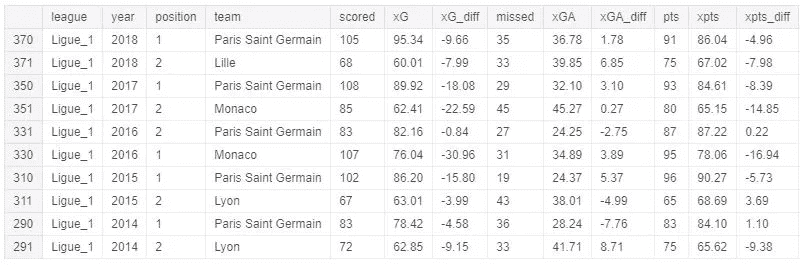 league year position team scored xG xG_diff missed xGA xGA_diff pts xpts xpts_diff
370 Ligue_1 2018 1 Paris Saint Germain 105 95.34 -9.66 35 36.78 1.78 91 86.04 -4.96
371 Ligue_1 2018 2 Lille 68 60.01 -7.99 33 39.85 6.85 75 67.02 -7.98
350 Ligue_1 2017 1 Paris Saint Germain 108 89.92 -18.08 29 32.10 3.10 93 84.61 -8.39
351 Ligue_1 2017 2 Monaco 85 62.41 -22.59 45 45.27 0.27 80 65.15 -14.85
331 Ligue_1 2016 2 Paris Saint Germain 83 82.16 -0.84 27 24.25 -2.75 87 87.22 0.22
330 Ligue_1 2016 1 Monaco 107 76.04 -30.96 31 34.89 3.89 95 78.06 -16.94
310 Ligue_1 2015 1 Paris Saint Germain 102 86.20 -15.80 19 24.37 5.37 96 90.27 -5.73
311 Ligue_1 2015 2 Lyon 67 63.01 -3.99 43 38.01 -4.99 65 68.69 3.69
290 Ligue_1 2014 1 Paris Saint Germain 83 78.42 -4.58 36 28.24 -7.76 83 84.10 1.10
291 Ligue_1 2014 2 Lyon 72 62.85 -9.15 33 41.71 8.71 75 65.62 -9.38